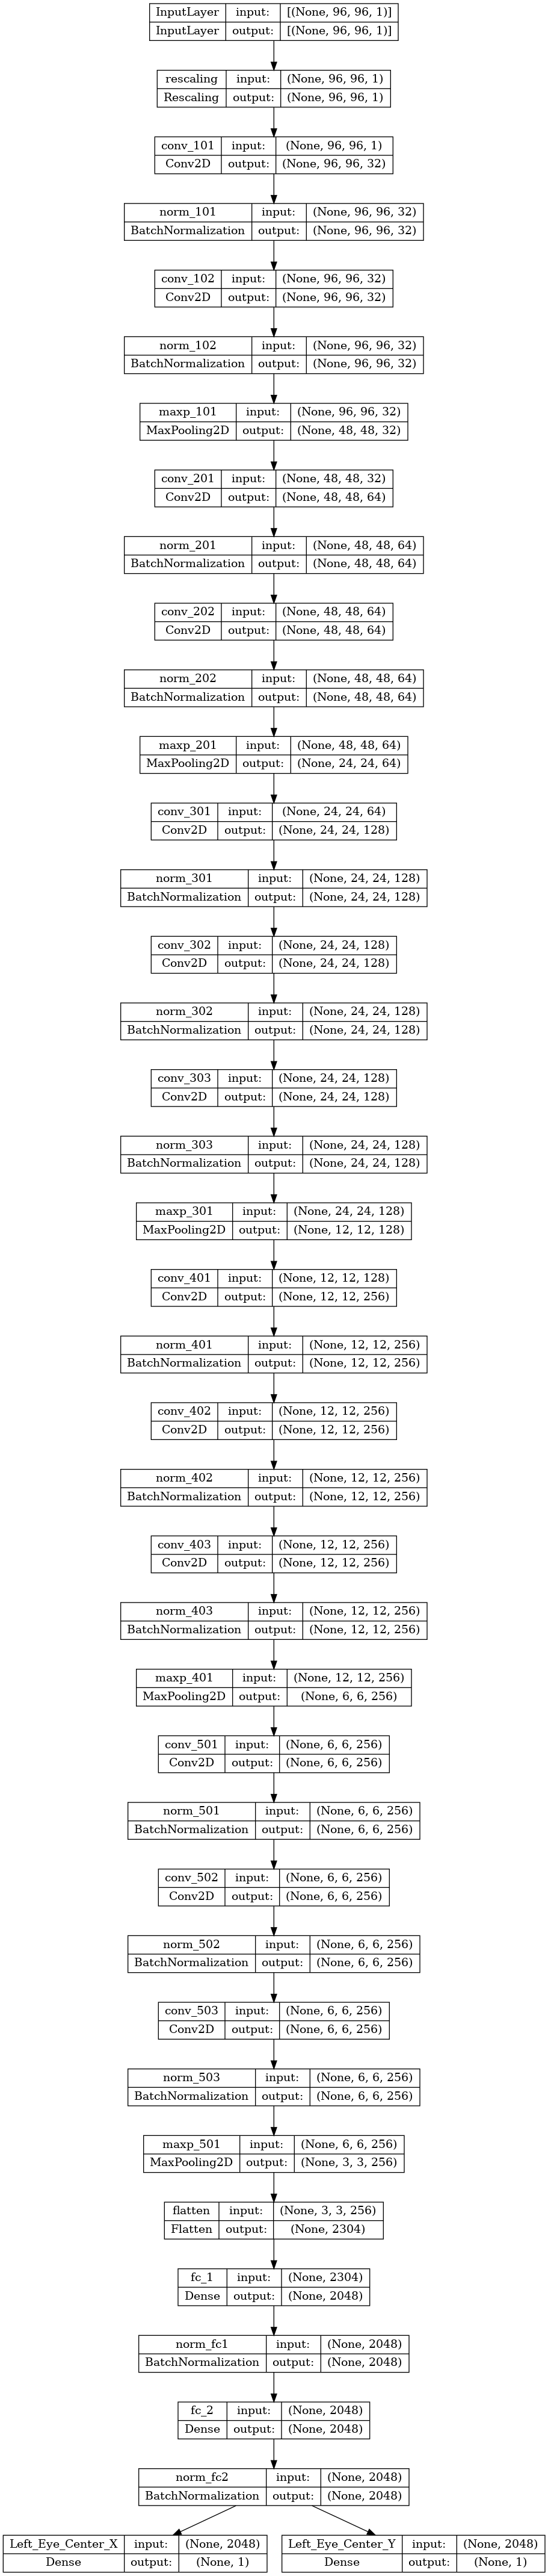 InputLayer input: [(None, 96, 96, 1)]
InputLayer output: [(None, 96, 96, 1)]
rescaling input: (None, 96, 96, 1)
Rescaling output: (None, 96, 96, 1)
conv_101 input: (None, 96, 96, 1)
Conv2D output: (None, 96, 96, 32)
norm_101 input: (None, 96, 96, 32)
BatchNormalization output: (None, 96, 96, 32)
conv_102 input: (None, 96, 96, 32)
Conv2D output: (None, 96, 96, 32)
norm_102 input: (None, 96, 96, 32)
BatchNormalization output: (None, 96, 96, 32)
maxp_101 input: (None, 96, 96, 32)
MaxPooling2D output: (None, 48, 48, 32)
conv_201 input: (None, 48, 48, 32)
Conv2D output: (None, 48, 48, 64)
norm_201 input: (None, 48, 48, 64)
BatchNormalization output: (None, 48, 48, 64)
conv_202 input: (None, 48, 48, 64)
Conv2D output: (None, 48, 48, 64)
norm_202 input: (None, 48, 48, 64)
BatchNormalization output: (None, 48, 48, 64)
maxp_201 input: (None, 48, 48, 64)
MaxPooling2D output: (None, 24, 24, 64)
conv_301 input: (None, 24, 24, 64)
Conv2D output: (None, 24, 24, 128)
norm_301 input: (None, 24, 24, 128)
BatchNormalization output: (None, 24, 24, 128)
conv_302 input: (None, 24, 24, 128)
Conv2D output: (None, 24, 24, 128)
norm_302 input: (None, 24, 24, 128)
BatchNormalization output: (None, 24, 24, 128)
conv_303 input: (None, 24, 24, 128)
Conv2D output: (None, 24, 24, 128)
norm_303 input: (None, 24, 24, 128)
BatchNormalization output: (None, 24, 24, 128)
maxp_301 input: (None, 24, 24, 128)
MaxPooling2D output: (None, 12, 12, 128)
conv_401 input: (None, 12, 12, 128)
Conv2D output: (None, 12, 12, 256)
norm_401 input: (None, 12, 12, 256)
BatchNormalization output: (None, 12, 12, 256)
conv_402 input: (None, 12, 12, 256)
Conv2D output: (None, 12, 12, 256)
norm_402 input: (None, 12, 12, 256)
BatchNormalization output: (None, 12, 12, 256)
conv_403 input: (None, 12, 12, 256)
Conv2D output: (None, 12, 12, 256)
norm_403 input: (None, 12, 12, 256)
BatchNormalization output: (None, 12, 12, 256)
maxp_401 input: (None, 12, 12, 256)
MaxPooling2D output: (None, 6, 6, 256)
conv_501 input: (None, 6, 6, 256)
Conv2D output: (None, 6, 6, 256)
norm_501 input: (None, 6, 6, 256)
BatchNormalization output: (None, 6, 6, 256)
conv_502 input: (None, 6, 6, 256)
Conv2D output: (None, 6, 6, 256)
norm_502 input: (None, 6, 6, 256)
BatchNormalization output: (None, 6, 6, 256)
conv_503 input: (None, 6, 6, 256)
Conv2D output: (None, 6, 6, 256)
norm_503 input: (None, 6, 6, 256)
BatchNormalization output: (None, 6, 6, 256)
maxp_501 input: (None, 6, 6, 256)
MaxPooling2D output: (None, 3, 3, 256)
flatten input: (None, 3, 3, 256)
Flatten output: (None, 2304)
fc_1 input: (None, 2304)
Dense output: (None, 2048)
norm_fc1 input: (None, 2048)
BatchNormalization output: (None, 2048)
fc_2 input: (None, 2048)
Dense output: (None, 2048)
norm_fc2 input: (None, 2048)
BatchNormalization output: (None, 2048)
Left_Eye_Center_X input: (None, 2048)
Dense output: (None, 1)
Left_Eye_Center_Y input: (None, 2048)
Dense output: (None, 1)